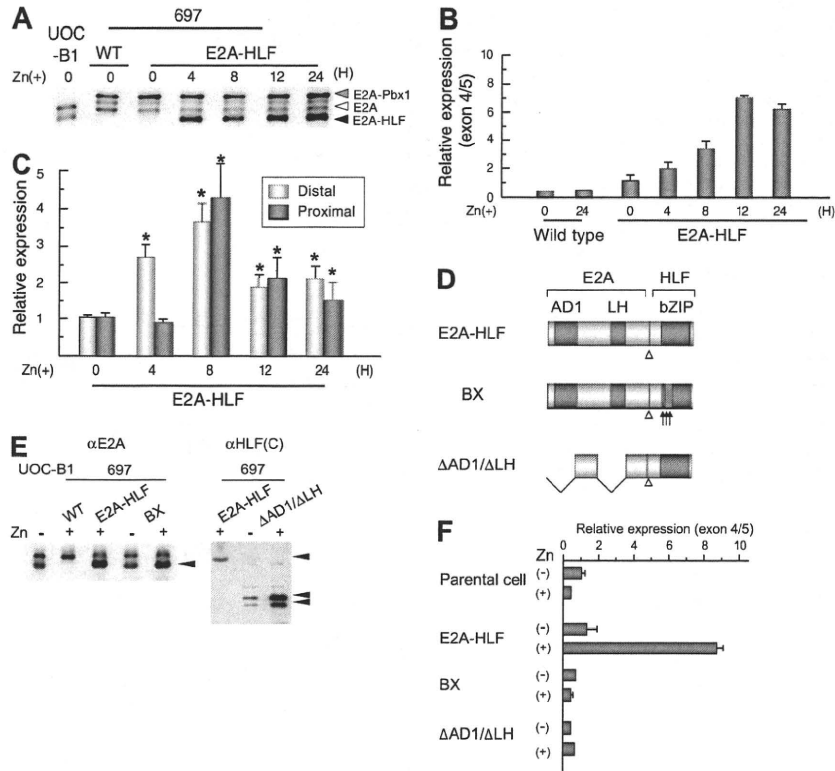 A
697
UOC
-B1
WT
E2A-HLF
Zn(+) 0 0 0 4 8 12 24 (H)
E2A-Pbx1
E2A
E2A-HLF
B
Relative expression
(exon 4/5)
10
8
6
4
2
0
Zn(+) 0 24 0 4 8 12 24 (H)
Wild type
E2A-HLF
C
Relative expression
5
4
3
2
1
Distal
Proximal
* * * * * * *
Zn(+) 0 4 8 12 24 (H)
E2A-HLF
D
E2A HLF
AD1 LH bZIP
E2A-HLF
BX
ΔAD1/ΔLH
E
αE2A
UOC-B1 697
WT E2A-HLF BX
Zn - + + - +
αHLF(C)
697
E2A-HLF ΔAD1/ΔLH
+ - +
F
Relative expression (exon 4/5)
Zn 0 2 4 6 8 10
Parental cell (-)
(+)
E2A-HLF (-)
(+)
BX (-)
(+)
ΔAD1/ΔLH (-)
(+)